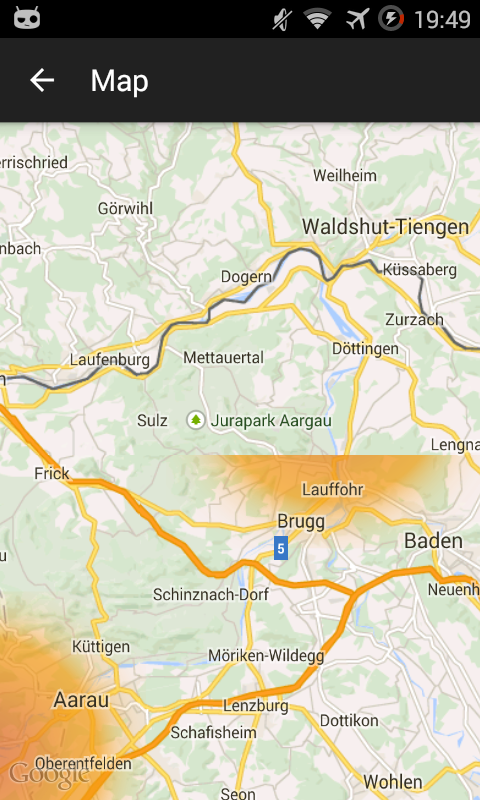 19:49
Map
errischried
Weilheim
Görwihl
Waldshut-Tiengen
nbach
Dogern
Küssaberg
Zurzach
Laufenburg
Mettauertal
Döttingen
Sulz
Jurapark Aargau
Lengna
Frick
Lauffohr
Brugg
Baden
5
u
Schinznach-Dorf
Neuenh
Küttigen
Möriken-Wildegg
Aarau
Lenzburg
Dottikon
Schafisheim
Oberentfelden
Google
Wohlen
Seon